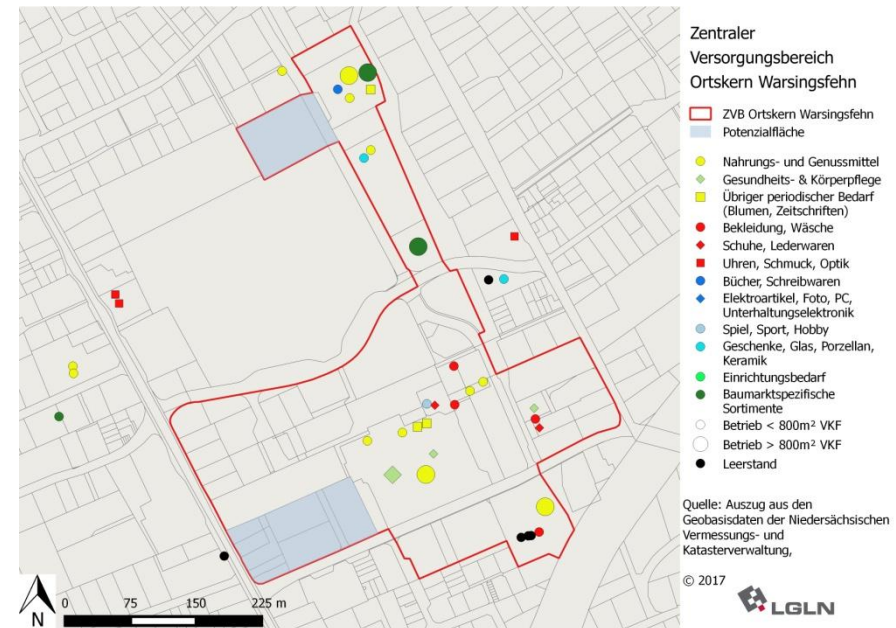 Zentraler
Versorgungsbereich
Ortskern Warsingsfehn
ZVB Ortskern Warsingsfehn
Potenzialfläche
Nahrungs- und Genussmittel
Gesundheits- & Körperpflege
Übriger periodischer Bedarf
(Blumen, Zeitschriften)
Bekleidung, Wäsche
Schuhe, Lederwaren
Uhren, Schmuck, Optik
Bücher, Schreibwaren
Elektroartikel, Foto, PC,
Unterhaltungselektronik
Spiel, Sport, Hobby
Geschenke, Glas, Porzellan,
Keramik
Einrichtungsbedarf
Baumarktspezifische
Sortimente
Betrieb < 800m² VKF
Betrieb > 800m² VKF
Leerstand
Quelle: Auszug aus den
Geobasisdaten der Niedersächsischen
Vermessungs- und
Katasterverwaltung,
© 2017
LGLN
N
0 75 150 225 m